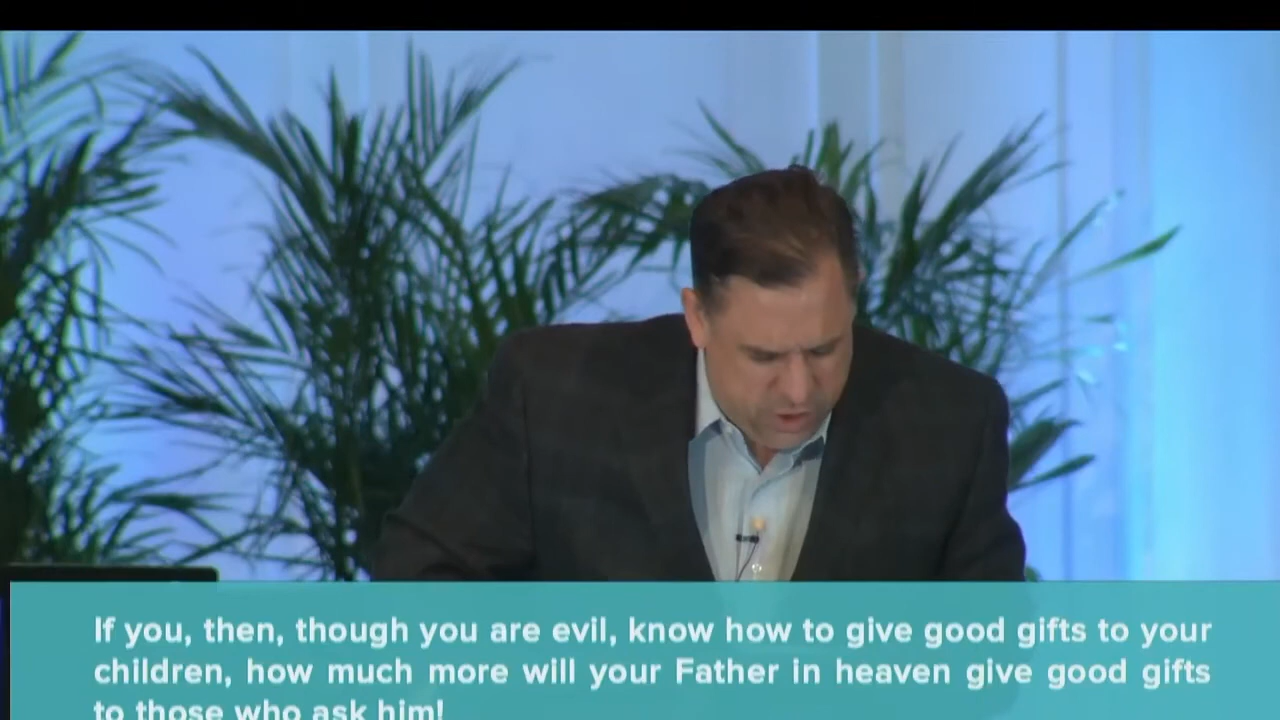 If you, then, though you are evil, know how to give good gifts to your
children, how much more will your Father in heaven give good gifts
to those who ask him!